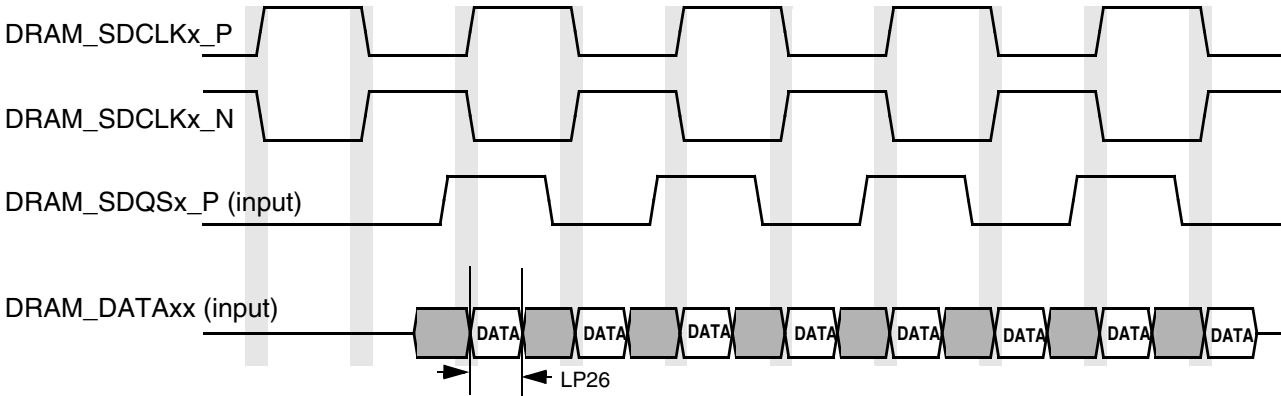 DRAM_SDCLKx_P
DRAM_SDCLKx_N
DRAM_SDQSx_P (input)
DRAM_DATAxx (input)
DATA DATA DATA DATA DATA DATA DATA DATA
LP26